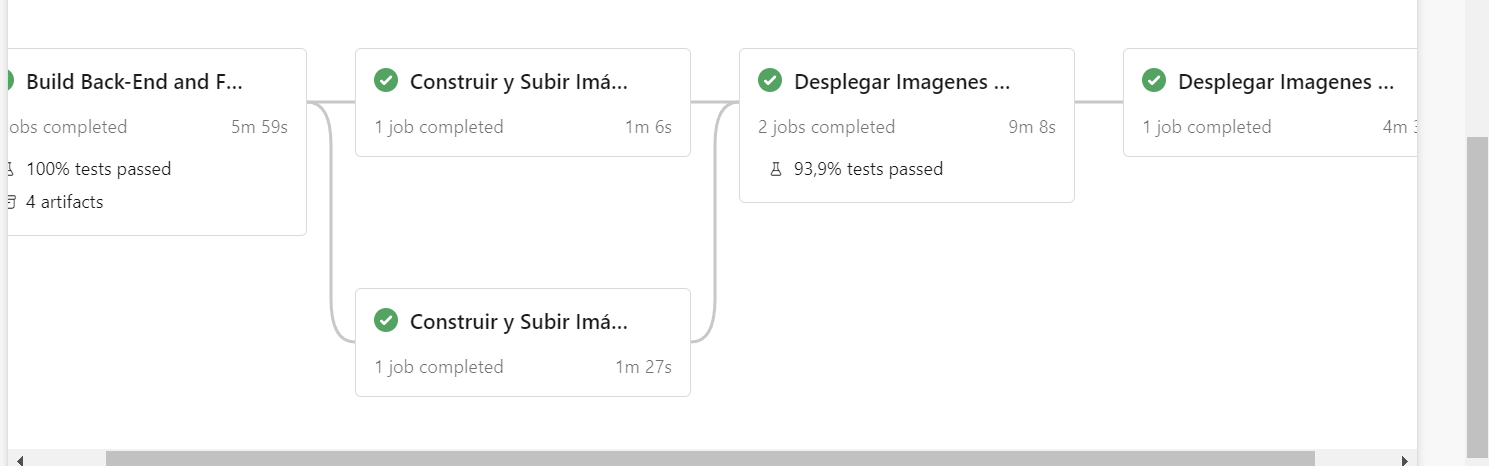 Build Back-End and F...
obs completed 5m 59s
100% tests passed
4 artifacts
Construir y Subir Imá...
1 job completed 1m 6s
Construir y Subir Imá...
1 job completed 1m 27s
Desplegar Imagenes ...
2 jobs completed 9m 8s
93,9% tests passed
Desplegar Imagenes ...
1 job completed 4m